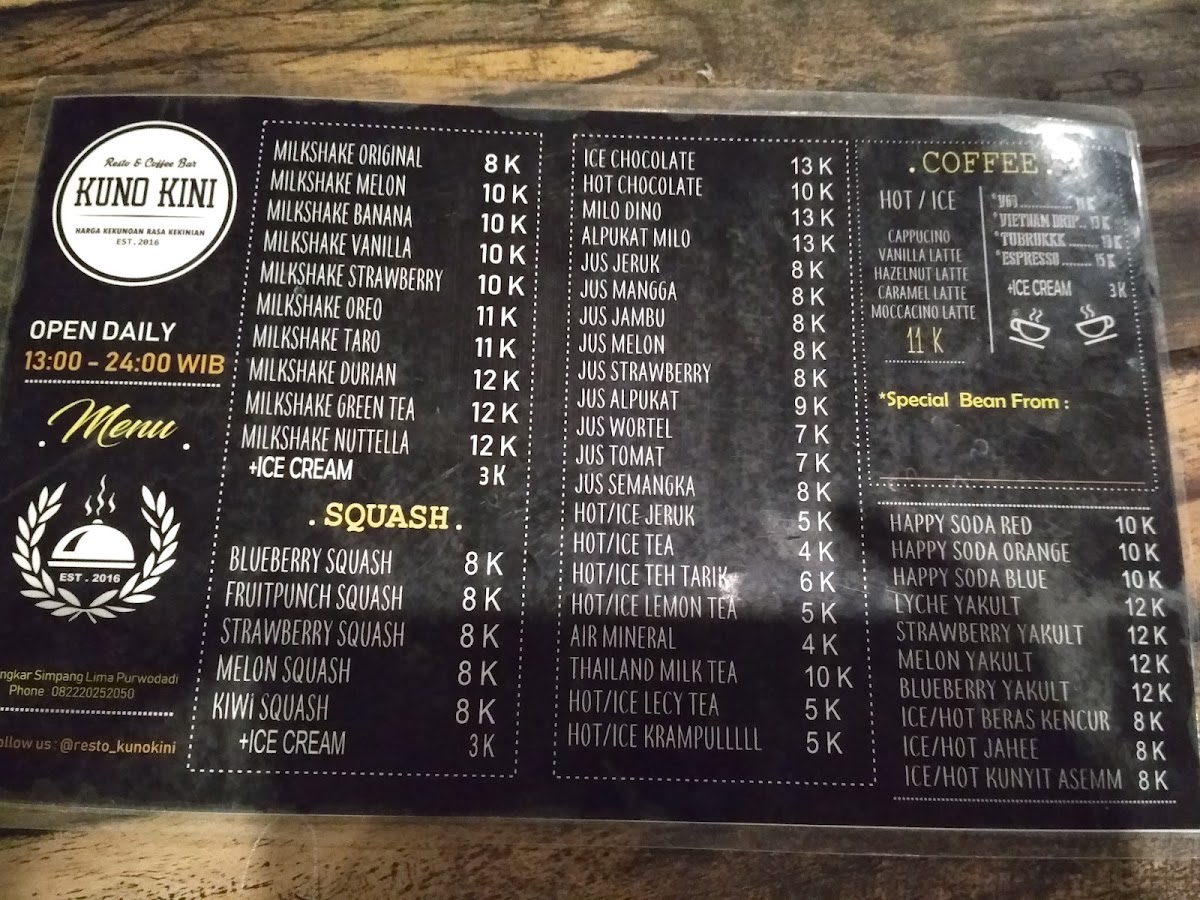 Resto & Coffee Bar
KUNO KINI
HARGA KEKUNOAN RASA KEKINIAN
EST. 2016
OPEN DAILY
13:00 - 24:00 WIB
. Menu .
EST . 2016
Simpang Lima Purwodadi
Phone 082220252050
us : @resto_kunokini
MILKSHAKE ORIGINAL 8 K
MILKSHAKE MELON 10 K
MILKSHAKE BANANA 10 K
MILKSHAKE VANILLA 10 K
MILKSHAKE STRAWBERRY 10 K
MILKSHAKE OREO 11 K
MILKSHAKE TARO 11 K
MILKSHAKE DURIAN 12 K
MILKSHAKE GREEN TEA 12 K
MILKSHAKE NUTTELLA 12 K
+ICE CREAM 3 K
. SQUASH .
BLUEBERRY SQUASH 8 K
FRUITPUNCH SQUASH 8 K
STRAWBERRY SQUASH 8 K
MELON SQUASH 8 K
KIWI SQUASH 8 K
+ICE CREAM 3 K
ICE CHOCOLATE 13 K
HOT CHOCOLATE 10 K
MILO DINO 13 K
ALPUKAT MILO 13 K
JUS JERUK 8 K
JUS MANGGA 8 K
JUS JAMBU 8 K
JUS MELON 8 K
JUS STRAWBERRY 8 K
JUS ALPUKAT 9 K
JUS WORTEL 7 K
JUS TOMAT 7 K
JUS SEMANGKA 8 K
HOT/ICE JERUK 5 K
HOT/ICE TEA 4 K
HOT/ICE TEH TARIK 6 K
HOT/ICE LEMON TEA 5 K
AIR MINERAL 4 K
THAILAND MILK TEA 10 K
HOT/ICE LECY TEA 5 K
HOT/ICE KRAMPULLLLL 5 K
. COFFEE .
HOT / ICE
CAPPUCINO
VANILLA LATTE
HAZELNUT LATTE
CARAMEL LATTE
MOCCACINO LATTE
11 K
*V60
*VIETNAM DRIP
*TUBRUKKK
*ESPRESSO ......... 15 K
+ICE CREAM 3 K
*Special Bean From :
HAPPY SODA RED 10 K
HAPPY SODA ORANGE 10 K
HAPPY SODA BLUE 10 K
LYCHE YAKULT 12 K
STRAWBERRY YAKULT 12 K
MELON YAKULT 12 K
BLUEBERRY YAKULT 12 K
ICE/HOT BERAS KENCUR 8 K
ICE/HOT JAHEE 8 K
ICE/HOT KUNYIT ASEMM 8 K